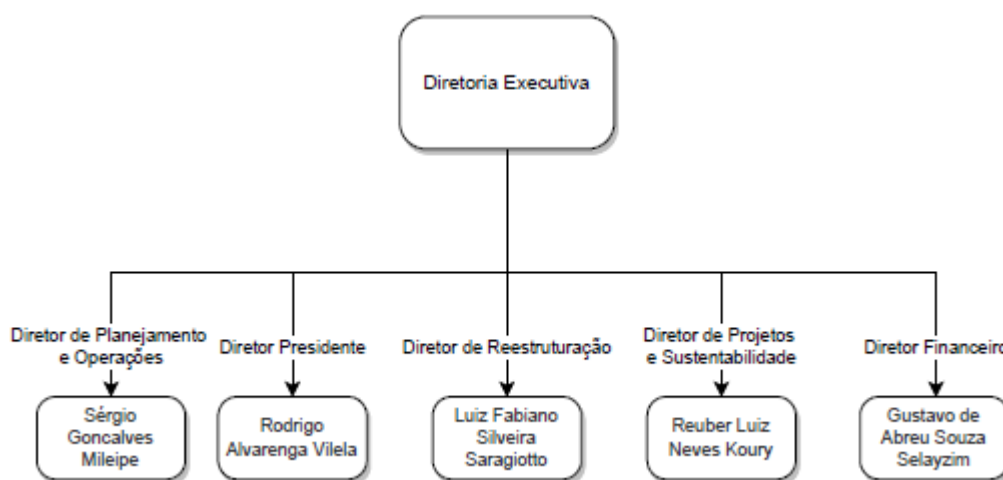 Diretoria Executiva
Diretor de Planejamento
e Operações
Diretor Presidente
Diretor de Reestruturação
Diretor de Projetos
e Sustentabilidade
Diretor Financeiro
Sérgio
Goncalves
Mileipe
Rodrigo
Alvarenga Vilela
Luiz Fabiano
Silveira
Saragiotto
Reuber Luiz
Neves Koury
Gustavo de
Abreu Souza
Selayzim